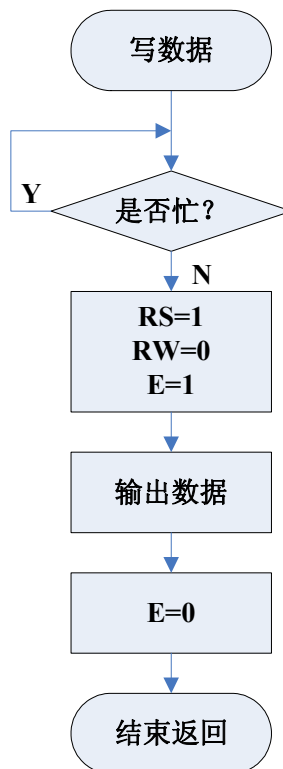 写数据
Y
是否忙?
N
RS=1
RW=0
E=1
输出数据
E=0
结束返回